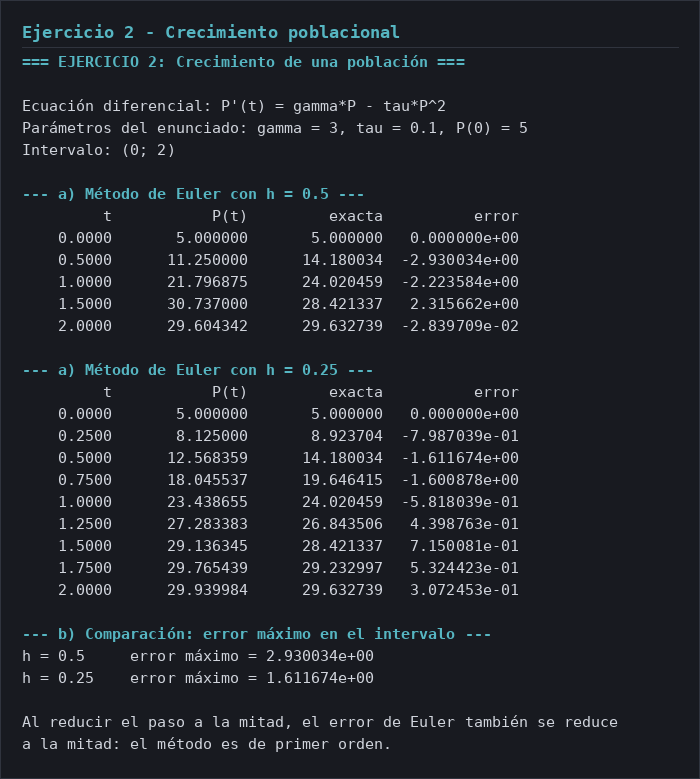 Ejercicio 2 - Crecimiento poblacional
=== EJERCICIO 2: Crecimiento de una población ===
Ecuación diferencial: P'(t) = gamma*P - tau*P^2
Parámetros del enunciado: gamma = 3, tau = 0.1, P(0) = 5
Intervalo: (0; 2)
--- a) Método de Euler con h = 0.5 ---
t P(t) exacta error
0.0000 5.000000 5.000000 0.000000e+00
0.5000 11.250000 14.180034 -2.930034e+00
1.0000 21.796875 24.020459 -2.223584e+00
1.5000 30.737000 28.421337 2.315662e+00
2.0000 29.604342 29.632739 -2.839709e-02
--- a) Método de Euler con h = 0.25 ---
t P(t) exacta error
0.0000 5.000000 5.000000 0.000000e+00
0.2500 8.125000 8.923704 -7.987039e-01
0.5000 12.568359 14.180034 -1.611674e+00
0.7500 18.045537 19.646415 -1.600878e+00
1.0000 23.438655 24.020459 -5.818039e-01
1.2500 27.283383 26.843506 4.398763e-01
1.5000 29.136345 28.421337 7.150081e-01
1.7500 29.765439 29.232997 5.324423e-01
2.0000 29.939984 29.632739 3.072453e-01
--- b) Comparación: error máximo en el intervalo ---
h = 0.5 error máximo = 2.930034e+00
h = 0.25 error máximo = 1.611674e+00
Al reducir el paso a la mitad, el error de Euler también se reduce
a la mitad: el método es de primer orden.